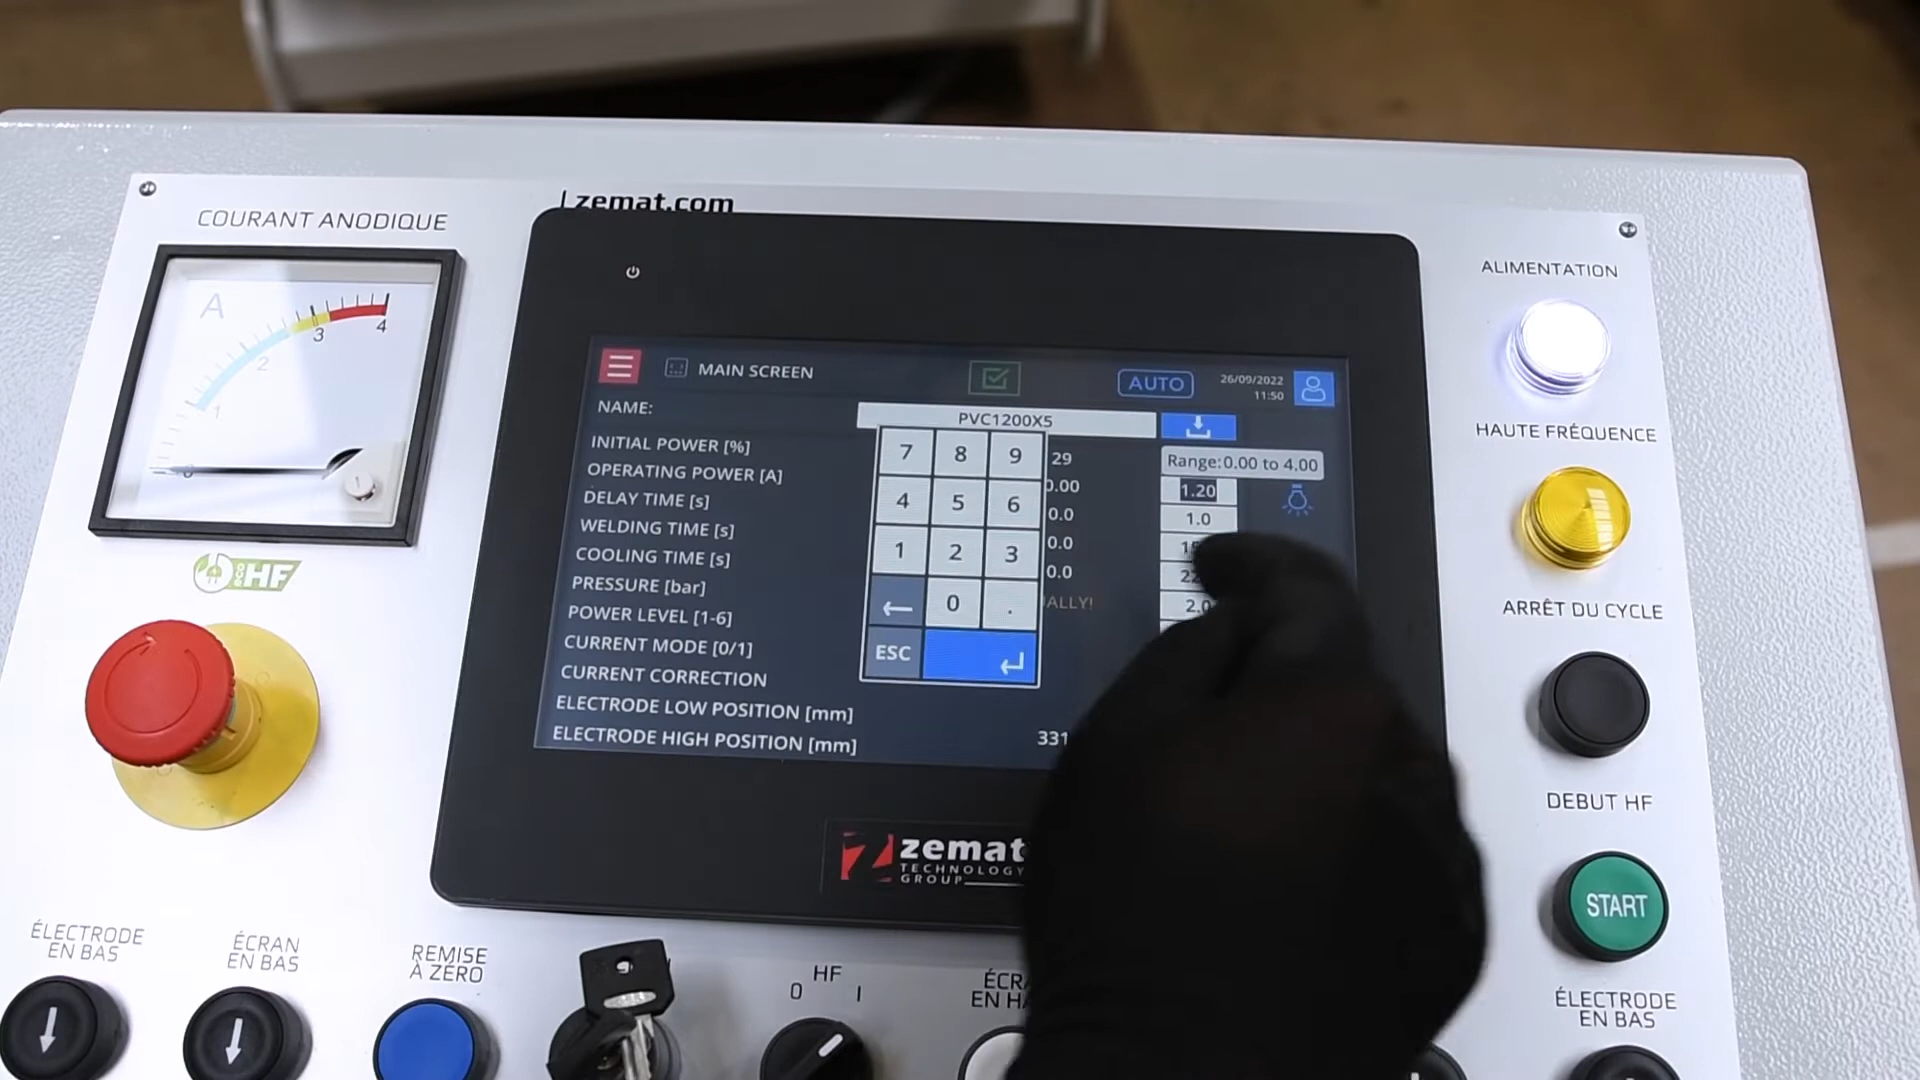 zemat.com
COURANT ANODIQUE
A
0
1
2
3
4
HF
MAIN SCREEN
AUTO
26/09/2022
11:50
NAME:
PVC1200X5
INITIAL POWER [%]
29
Range: 0.00 to 4.00
OPERATING POWER [A]
0.00
1.20
DELAY TIME [s]
0.0
1.0
WELDING TIME [s]
0.0
COOLING TIME [s]
0.0
PRESSURE [bar]
2.0
POWER LEVEL [1-6]
CURRENT MODE [0/1]
CURRENT CORRECTION
ELECTRODE LOW POSITION [mm]
ELECTRODE HIGH POSITION [mm]
331
7 8 9
4 5 6
1 2 3
0 .
ESC
zemat
TECHNOLOGY
GROUP
ALIMENTATION
HAUTE FRÉQUENCE
ARRÊT DU CYCLE
DEBUT HF
START
ÉLECTRODE
EN BAS
ÉCRAN
EN BAS
REMISE
À ZÉRO
HF
0 I
ÉLECTRODE
EN BAS